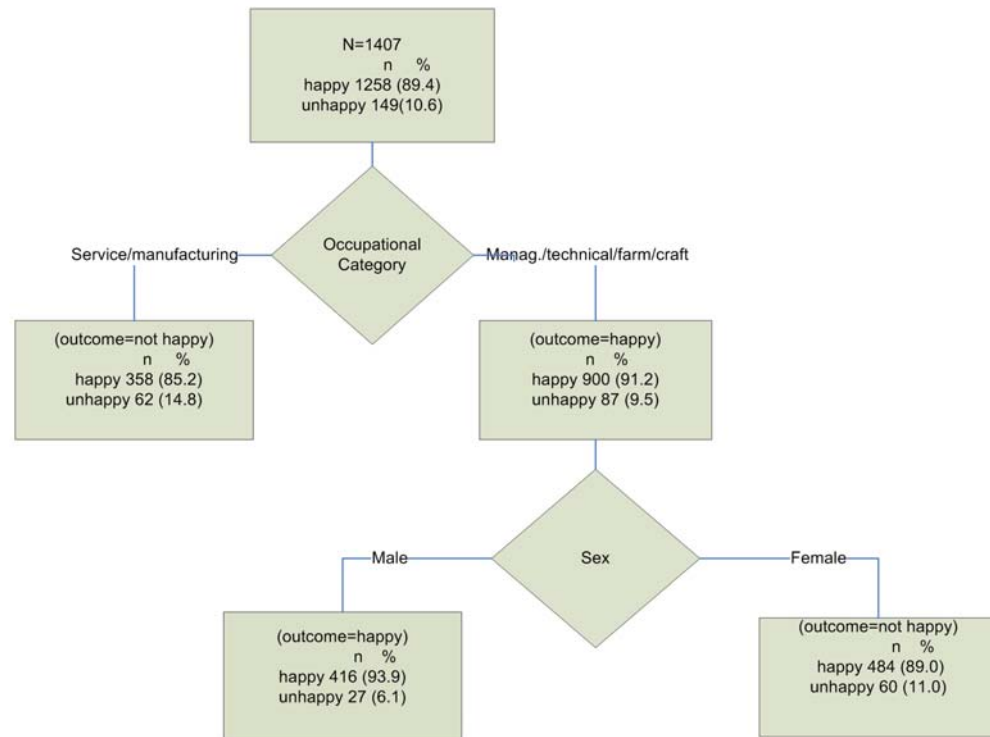 N=1407
n %
happy 1258 (89.4)
unhappy 149(10.6)
Occupational
Category
Service/manufacturing
Manag./technical/farm/craft
(outcome=not happy)
n %
happy 358 (85.2)
unhappy 62 (14.8)
(outcome=happy)
n %
happy 900 (91.2)
unhappy 87 (9.5)
Sex
Male
Female
(outcome=happy)
n %
happy 416 (93.9)
unhappy 27 (6.1)
(outcome=not happy)
n %
happy 484 (89.0)
unhappy 60 (11.0)